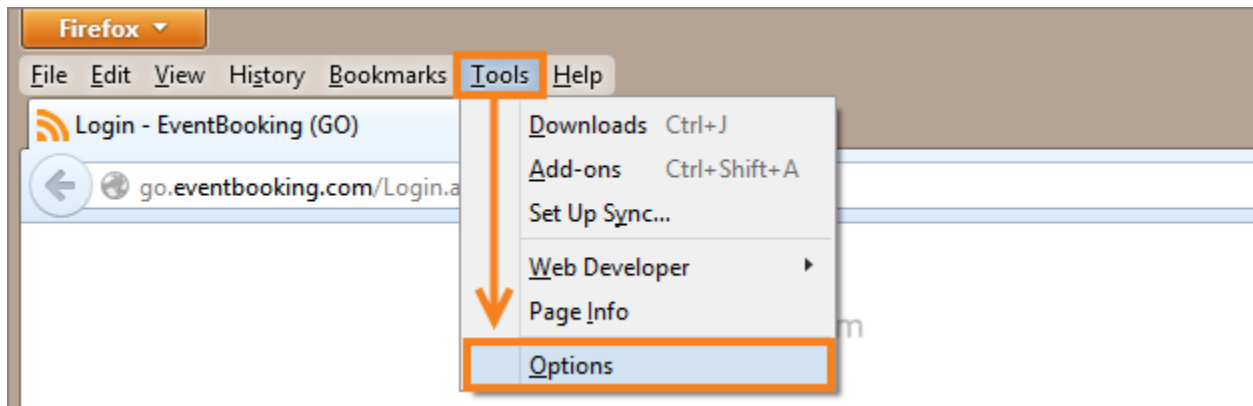 Firefox
File Edit View History Bookmarks Tools Help
Login - EventBooking (GO)
Downloads Ctrl+J
Add-ons Ctrl+Shift+A
go.eventbooking.com/Login.a
Set Up Sync...
Web Developer
Page Info
m
Options